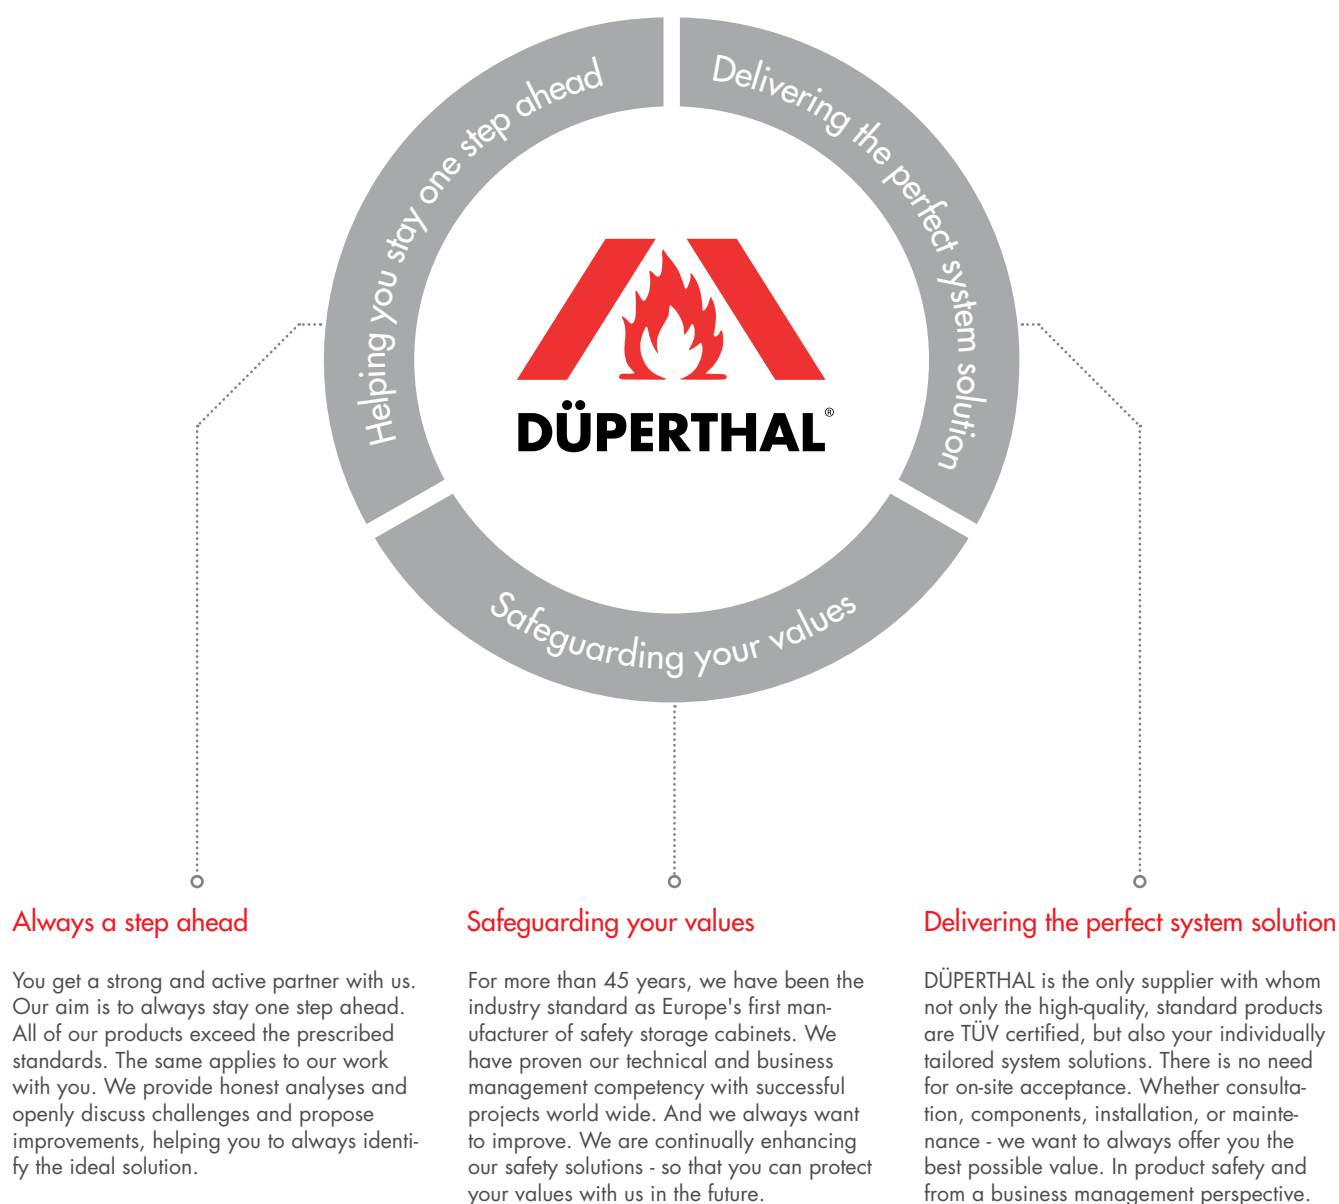 Helping you stay one step ahead
Delivering the perfect system solution
DÜPERTHAL®
Safeguarding your values
Always a step ahead
You get a strong and active partner with us.
Our aim is to always stay one step ahead.
All of our products exceed the prescribed
standards. The same applies to our work
with you. We provide honest analyses and
openly discuss challenges and propose
improvements, helping you to always identi-
fy the ideal solution.
Safeguarding your values
For more than 45 years, we have been the
industry standard as Europe's first man-
ufacturer of safety storage cabinets. We
have proven our technical and business
management competency with successful
projects world wide. And we always want
to improve. We are continually enhancing
our safety solutions - so that you can protect
your values with us in the future.
Delivering the perfect system solution
DÜPERTHAL is the only supplier with whom
not only the high-quality, standard products
are TÜV certified, but also your individually
tailored system solutions. There is no need
for on-site acceptance. Whether consulta-
tion, components, installation, or mainte-
nance - we want to always offer you the
best possible value. In product safety and
from a business management perspective.